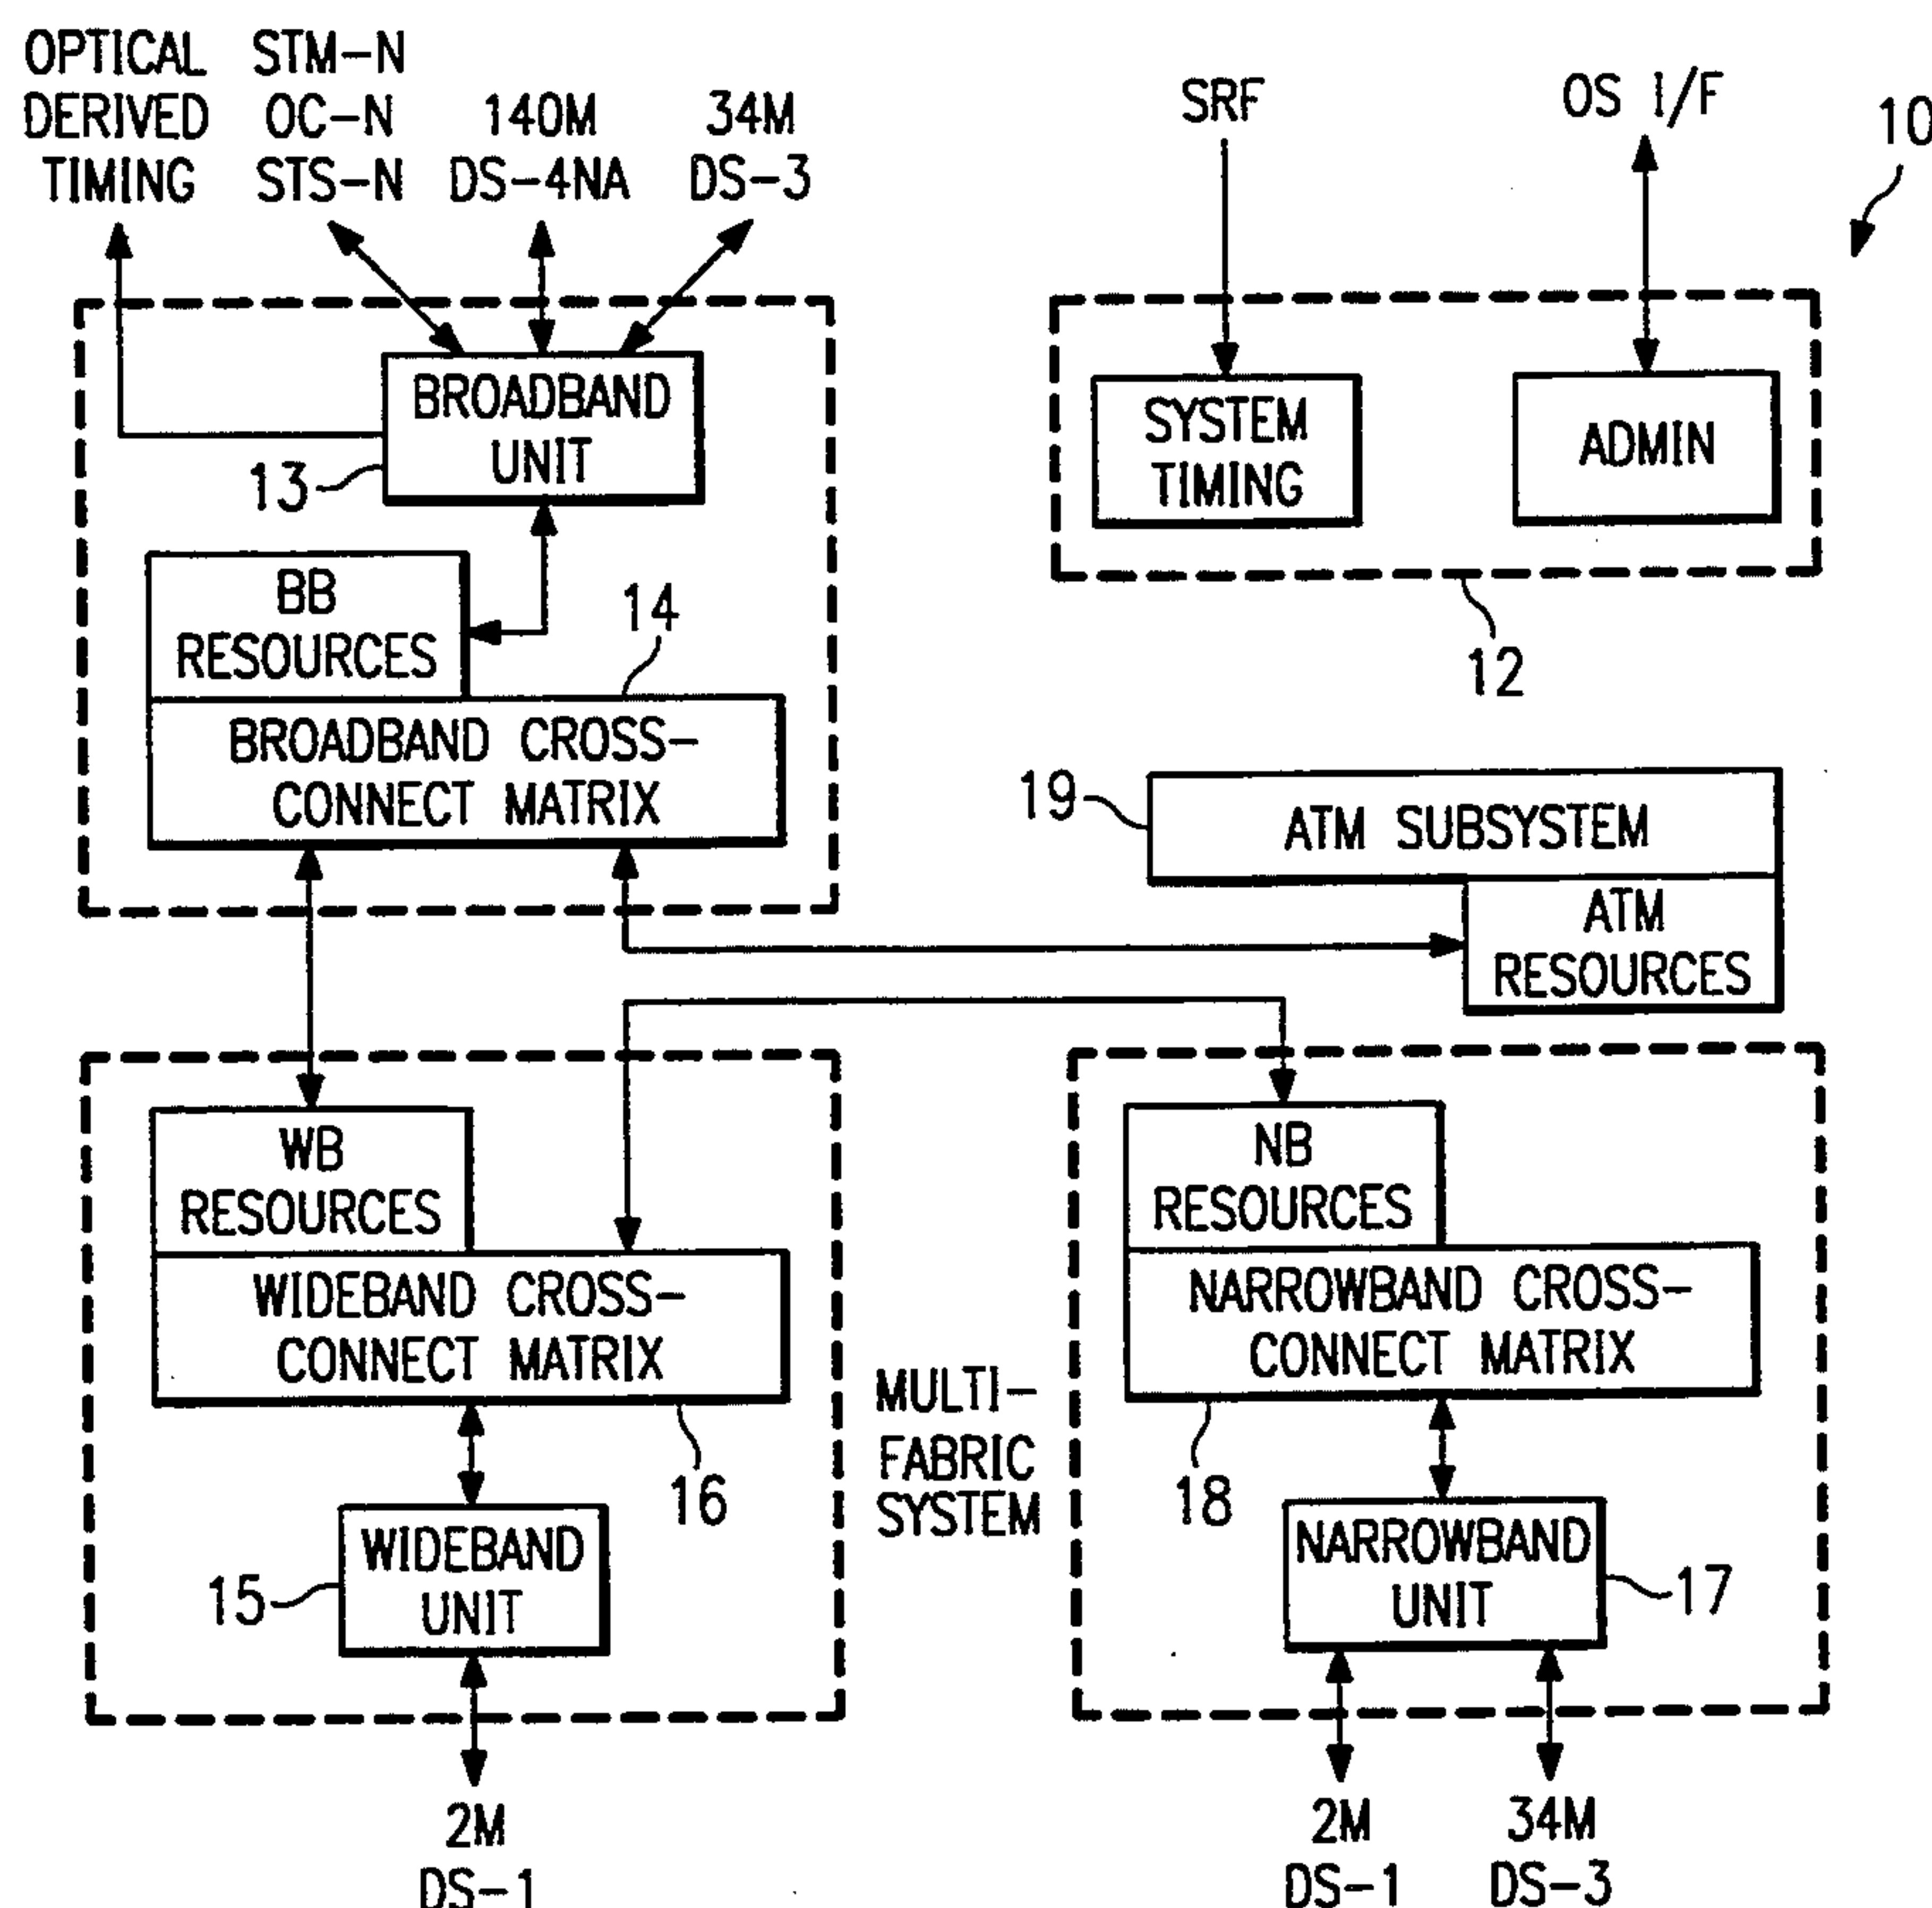 OPTICAL
DERIVED
TIMING
STM-N
OC-N
STS-N
140M
DS-4NA
34M
DS-3
SRF
OS I/F
10
BROADBAND
UNIT
13
SYSTEM
TIMING
ADMIN
12
BB
RESOURCES
14
BROADBAND CROSS-
CONNECT MATRIX
19
ATM SUBSYSTEM
ATM
RESOURCES
WB
RESOURCES
WIDEBAND CROSS-
CONNECT MATRIX
16
WIDEBAND
UNIT
15
2M
DS-1
MULTI-
FABRIC
SYSTEM
NB
RESOURCES
NARROWBAND CROSS-
CONNECT MATRIX
18
NARROWBAND
UNIT
17
2M
DS-1
34M
DS-3